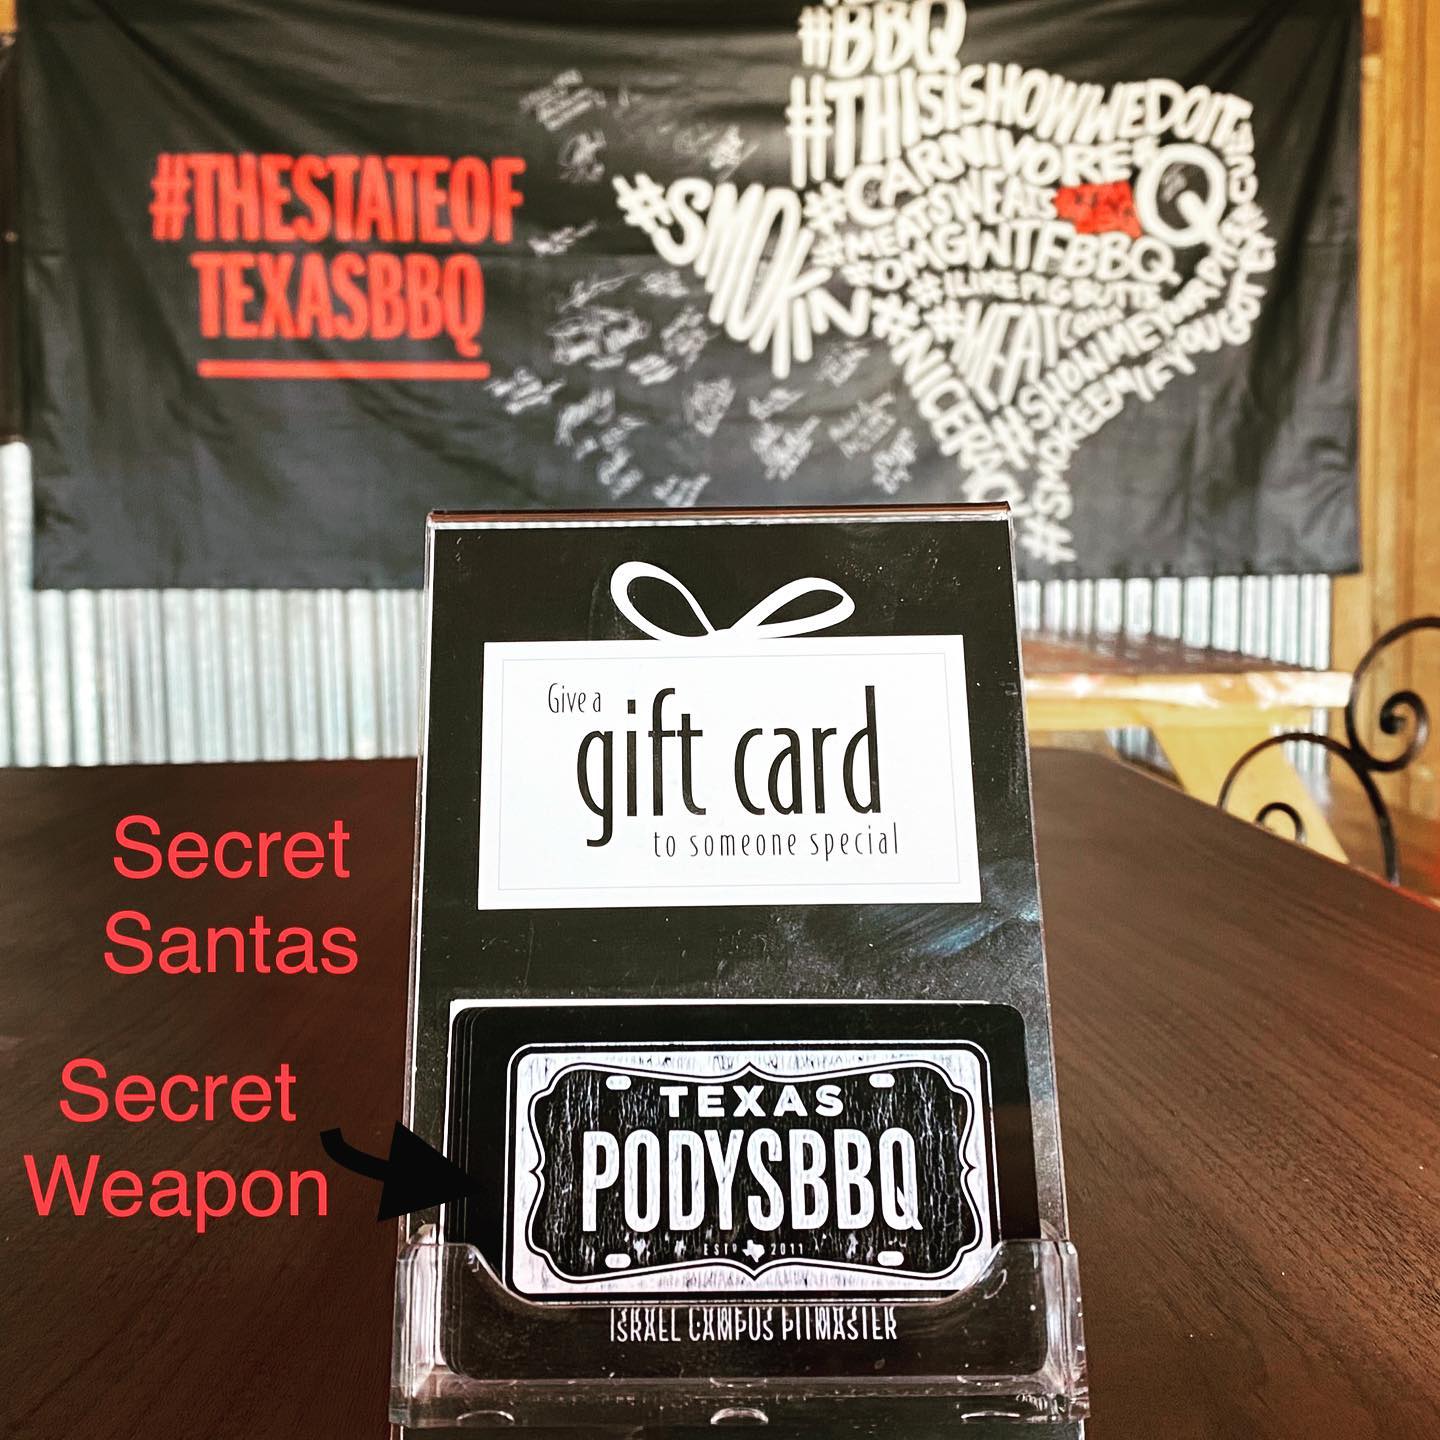 #THESTATEOF
TEXASBBQ
#BBQ
#THISISHOWWEDOIT
#CARNIVORE
#SMOKIN
#MEATSWEATS
Q
#OMGWTFBBQ
#ILIKEPIGBUTTS
#MEAT
#NICERACK
#SHOWMEYOUR
#SMOKEEMIFYOUGOTEM
Give a
gift card
to someone special
Secret
Santas
Secret
Weapon
TEXAS
PODYSBBQ
ESTD 2011
ISRAEL CAMPOS PITMASTER